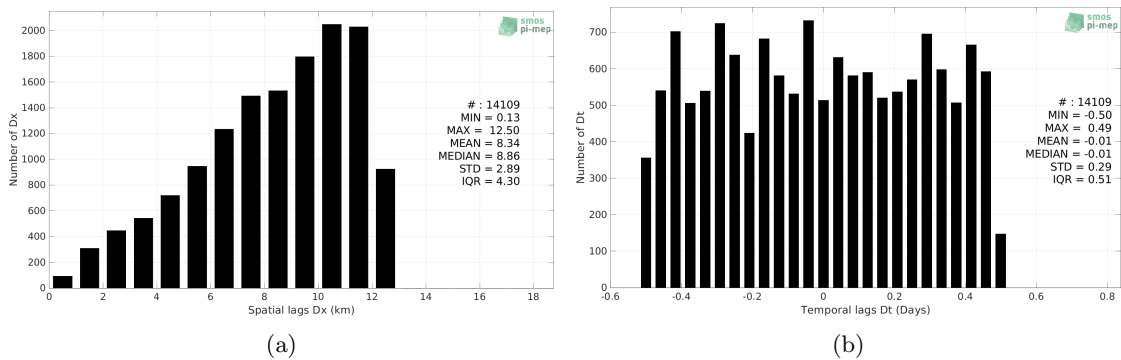 smos
pi-mep
2000
1800
1600
1400
1200
1000
800
600
400
200
0
Number of Dx
# : 14109
MIN = 0.13
MAX = 12.50
MEAN = 8.34
MEDIAN = 8.86
STD = 2.89
IQR = 4.30
0 2 4 6 8 10 12 14 16 18
Spatial lags Dx (km)
(a)
smos
pi-mep
700
600
500
400
300
200
100
0
Number of Dt
# : 14109
MIN = -0.50
MAX = 0.49
MEAN = -0.01
MEDIAN = -0.01
STD = 0.29
IQR = 0.51
-0.6 -0.4 -0.2 0 0.2 0.4 0.6 0.8
Temporal lags Dt (Days)
(b)